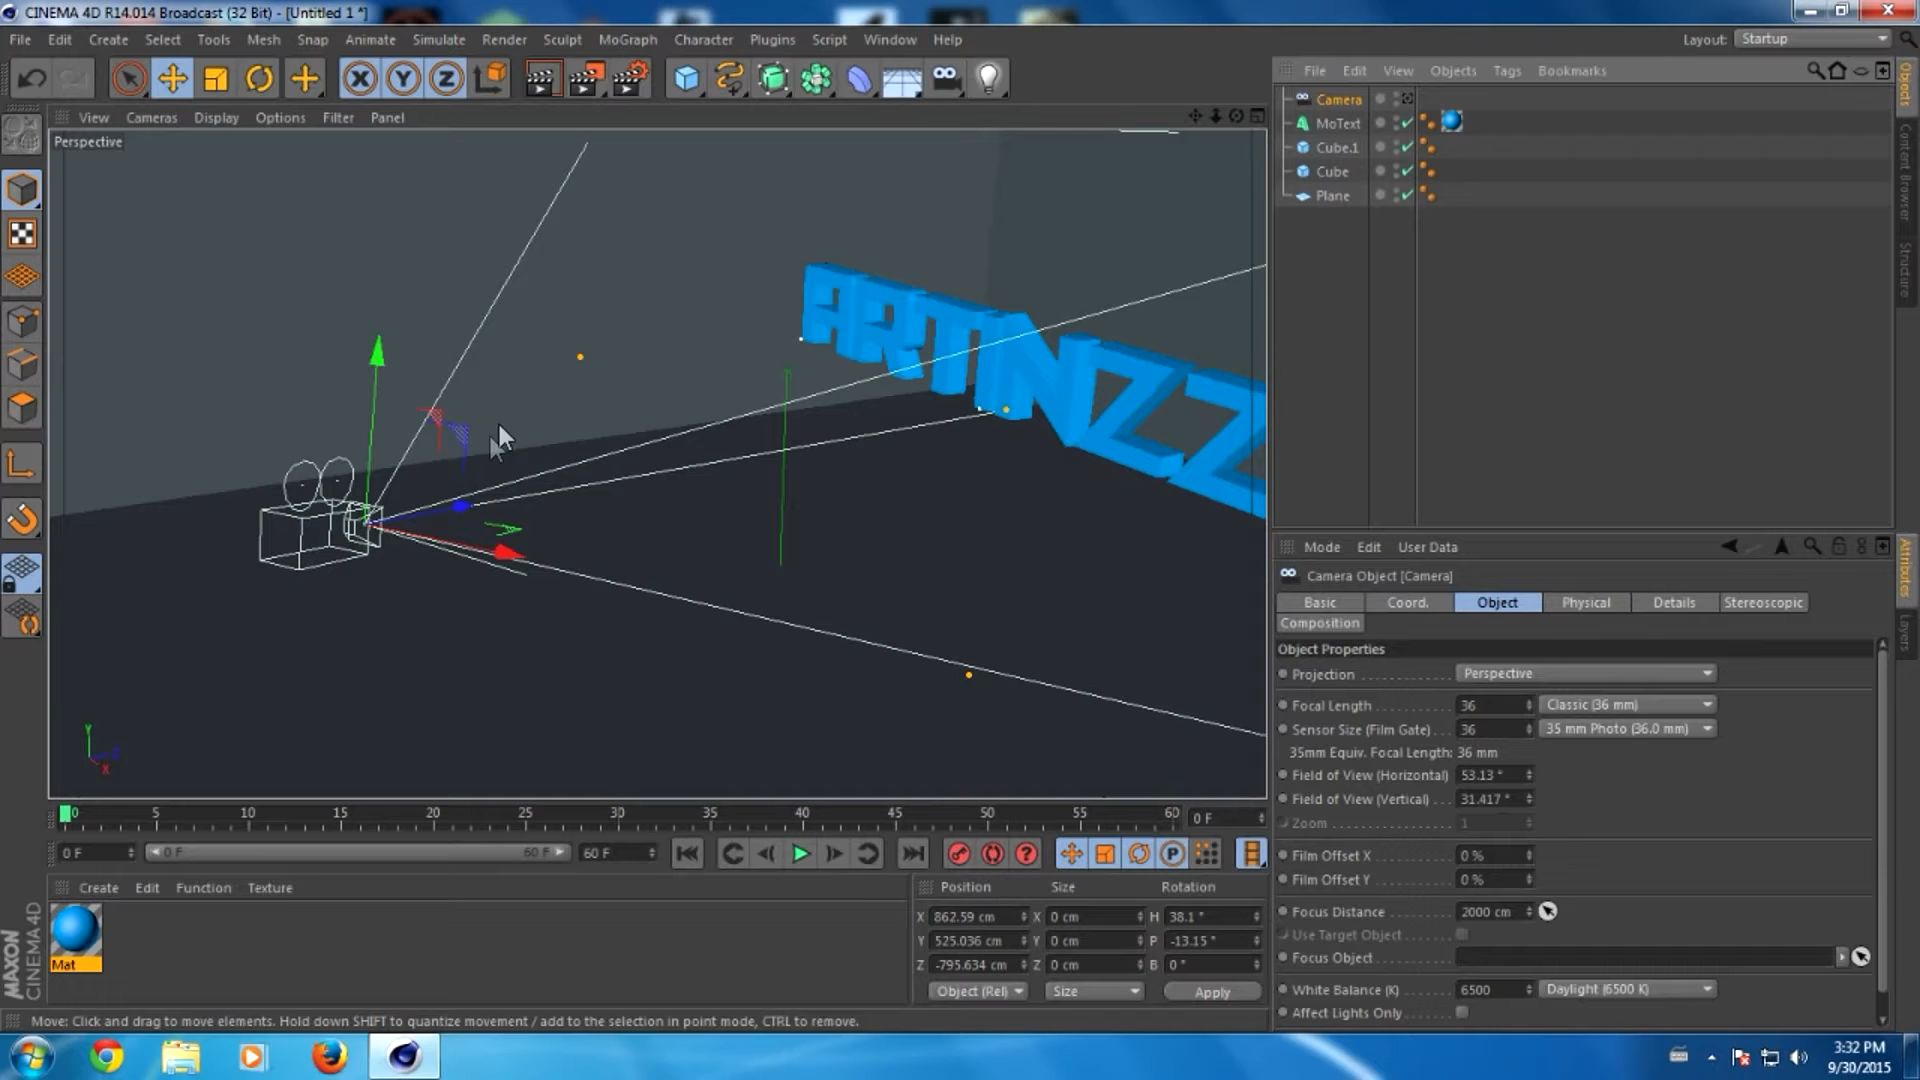 CINEMA 4D R14.014 Broadcast (32 Bit) - [Untitled 1 *]
File Edit Create Select Tools Mesh Snap Animate Simulate Render Sculpt MoGraph Character Plugins Script Window Help Layout: Startup
X Y Z
File Edit View Objects Tags Bookmarks
View Cameras Display Options Filter Panel
Perspective
Camera
MoText
Cube.1
Cube
Plane
Objects
Content Browser
Structure
ARTINZZ
Y
Z
X
Mode Edit User Data
Camera Object [Camera]
Basic Coord. Object Physical Details Stereoscopic
Composition
Object Properties
Projection Perspective
Focal Length 36 Classic (36 mm)
Sensor Size (Film Gate) 36 35 mm Photo (36.0 mm)
35mm Equiv. Focal Length: 36 mm
Field of View (Horizontal) 53.13 °
Field of View (Vertical) 31.417 °
Zoom 1
Film Offset X 0 %
Film Offset Y 0 %
Focus Distance 2000 cm
Use Target Object
Focus Object
White Balance (K) 6500 Daylight (6500 K)
Affect Lights Only
Attributes
Layers
0 5 10 15 20 25 30 35 40 45 50 55 60 0 F
0 F 0 F 60 F 60 F
P
Create Edit Function Texture
Mat
MAXON
CINEMA 4D
Position Size Rotation
X 862.59 cm X 0 cm H 38.1 °
Y 525.036 cm Y 0 cm P -13.15 °
Z -795.634 cm Z 0 cm B 0 °
Object (Rel) Size Apply
Move: Click and drag to move elements. Hold down SHIFT to quantize movement / add to the selection in point mode, CTRL to remove.
3:32 PM
9/30/2015